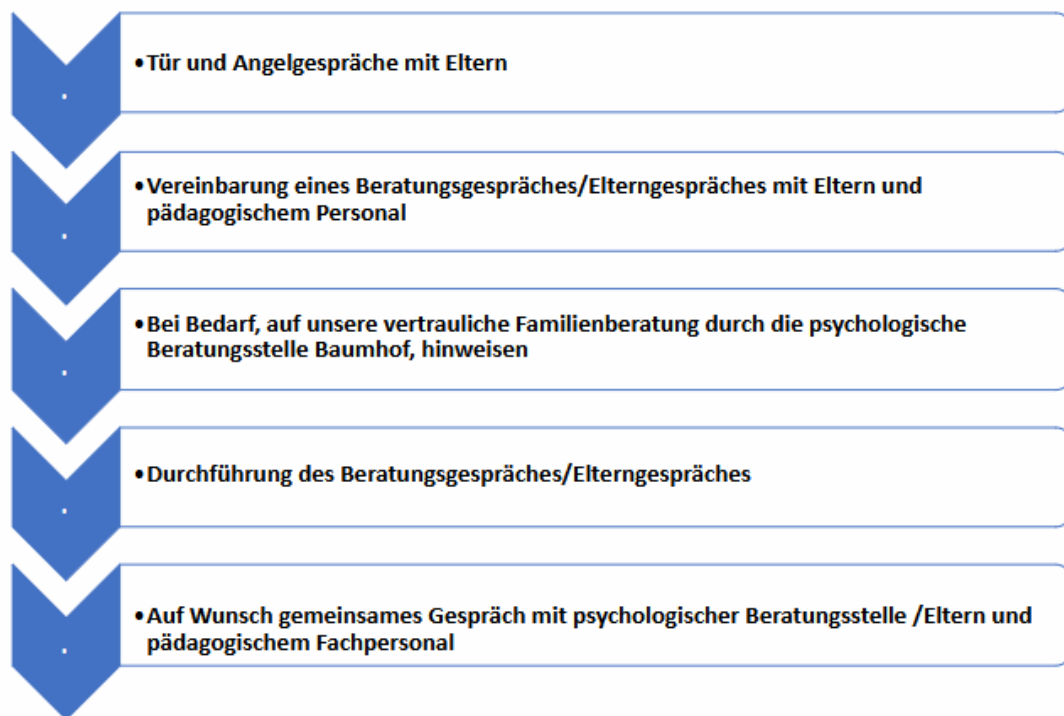 •Tür und Angelgespräche mit Eltern
•Vereinbarung eines Beratungsgespräches/Elterngespräches mit Eltern und
pädagogischem Personal
•Bei Bedarf, auf unsere vertrauliche Familienberatung durch die psychologische
Beratungsstelle Baumhof, hinweisen
•Durchführung des Beratungsgespräches/Elterngespräches
•Auf Wunsch gemeinsames Gespräch mit psychologischer Beratungsstelle /Eltern und
pädagogischem Fachpersonal